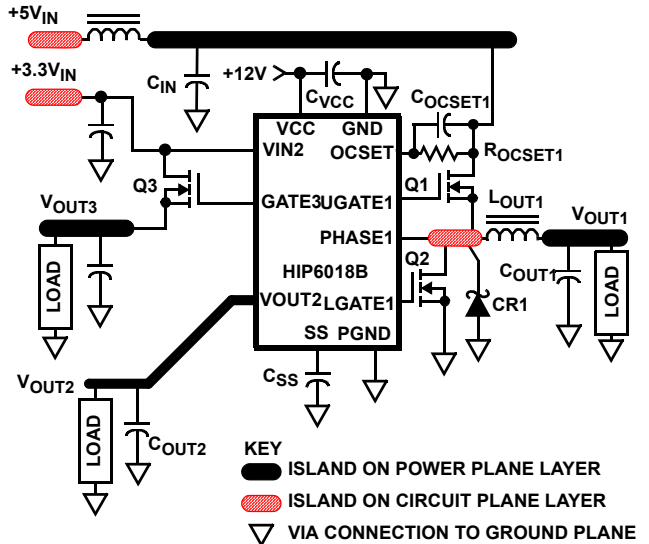 +5VIN
+3.3VIN
CIN
+12V
CVCC
COCSET1
VCC
GND
VIN2
OCSET
ROCSET1
Q3
GATE3
UGATE1
Q1
LOUT1
VOUT3
VOUT1
PHASE1
Q2
HIP6018B
COUT1
LOAD
LOAD
VOUT2
LGATE1
CR1
SS
PGND
CSS
VOUT2
LOAD
COUT2
KEY
ISLAND ON POWER PLANE LAYER
ISLAND ON CIRCUIT PLANE LAYER
VIA CONNECTION TO GROUND PLANE